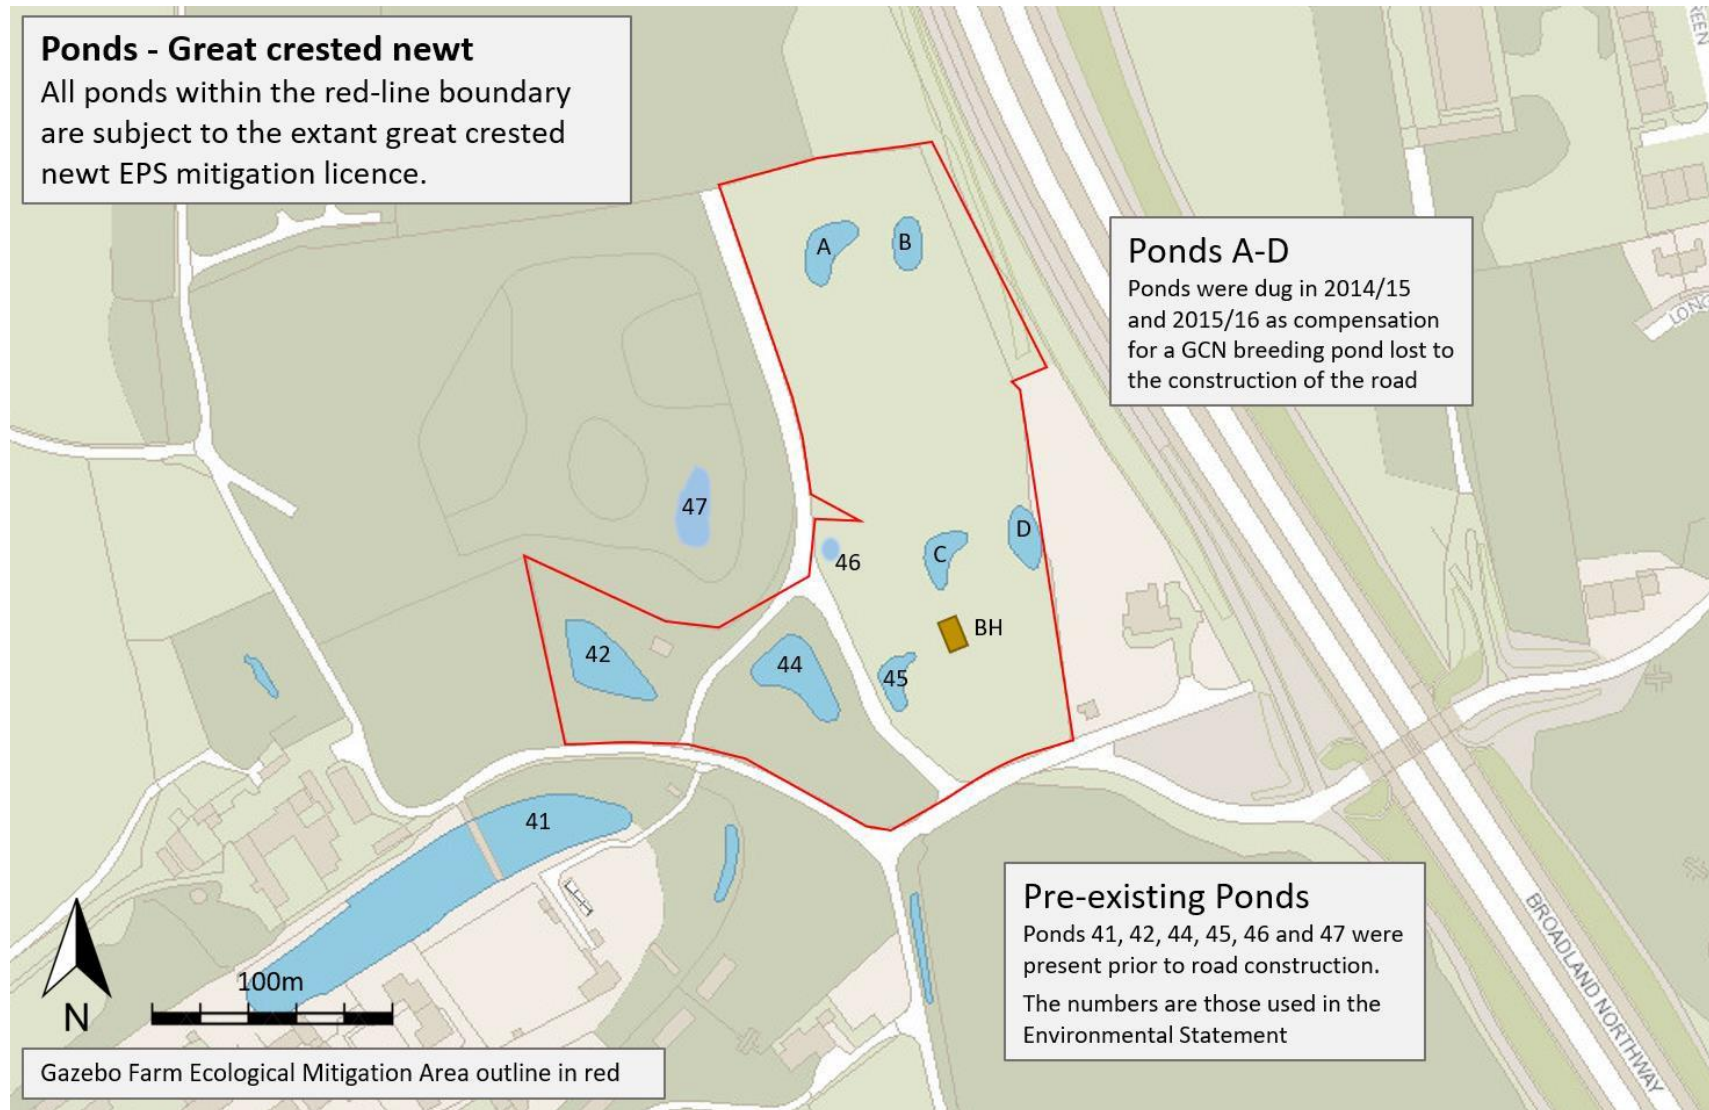 Ponds - Great crested newt
All ponds within the red-line boundary
are subject to the extant great crested
newt EPS mitigation licence.
A
B
Ponds A-D
Ponds were dug in 2014/15
and 2015/16 as compensation
for a GCN breeding pond lost to
the construction of the road
47
46
C
D
BH
42
44
45
41
Pre-existing Ponds
Ponds 41, 42, 44, 45, 46 and 47 were
present prior to road construction.
The numbers are those used in the
Environmental Statement
BROADLAND NORTHWAY
100m
N
Gazebo Farm Ecological Mitigation Area outline in red